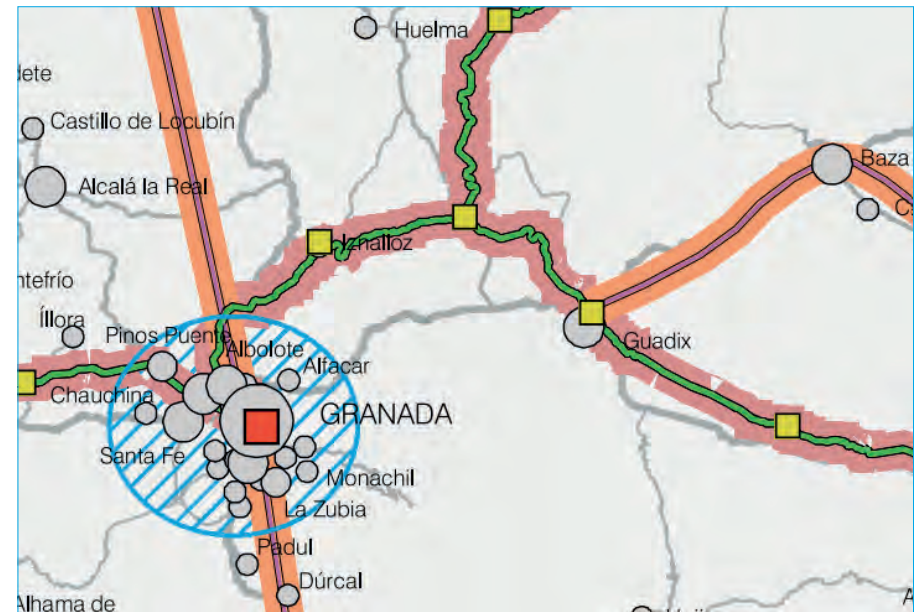 Huelma
dete
Castillo de Locubín
Baza
Alcalá la Real
Iznalloz
ntefrío
Íllora
Pinos Puente
Albolote
Guadix
Alfacar
Chauchina
GRANADA
Santa Fe
Monachil
La Zubia
Padul
Dúrcal
Alhama de